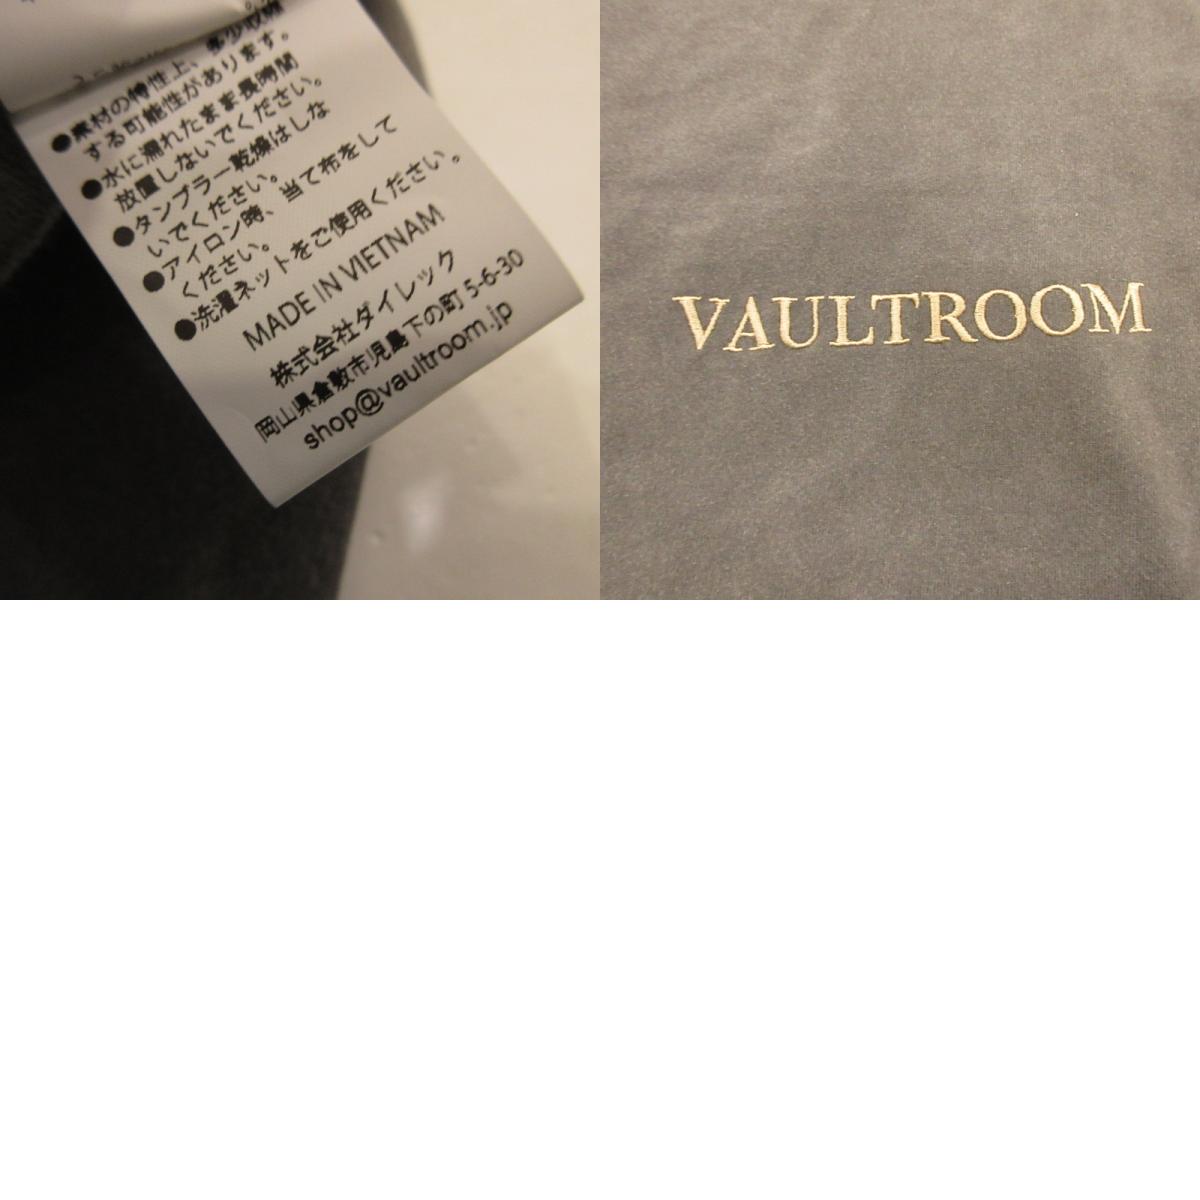 ●素材の特性上、多少収縮
する可能性があります。
●水に濡れたまま長時間
放置しないでください。
●タンブラー乾燥はしな
いでください。
●アイロン時、当て布をして
ください。
●洗濯ネットをご使用ください。
MADE IN VIETNAM
株式会社ダイレック
岡山県倉敷市児島下の町 5-6-30
shop@vaultroom.jp
VAULTROOM